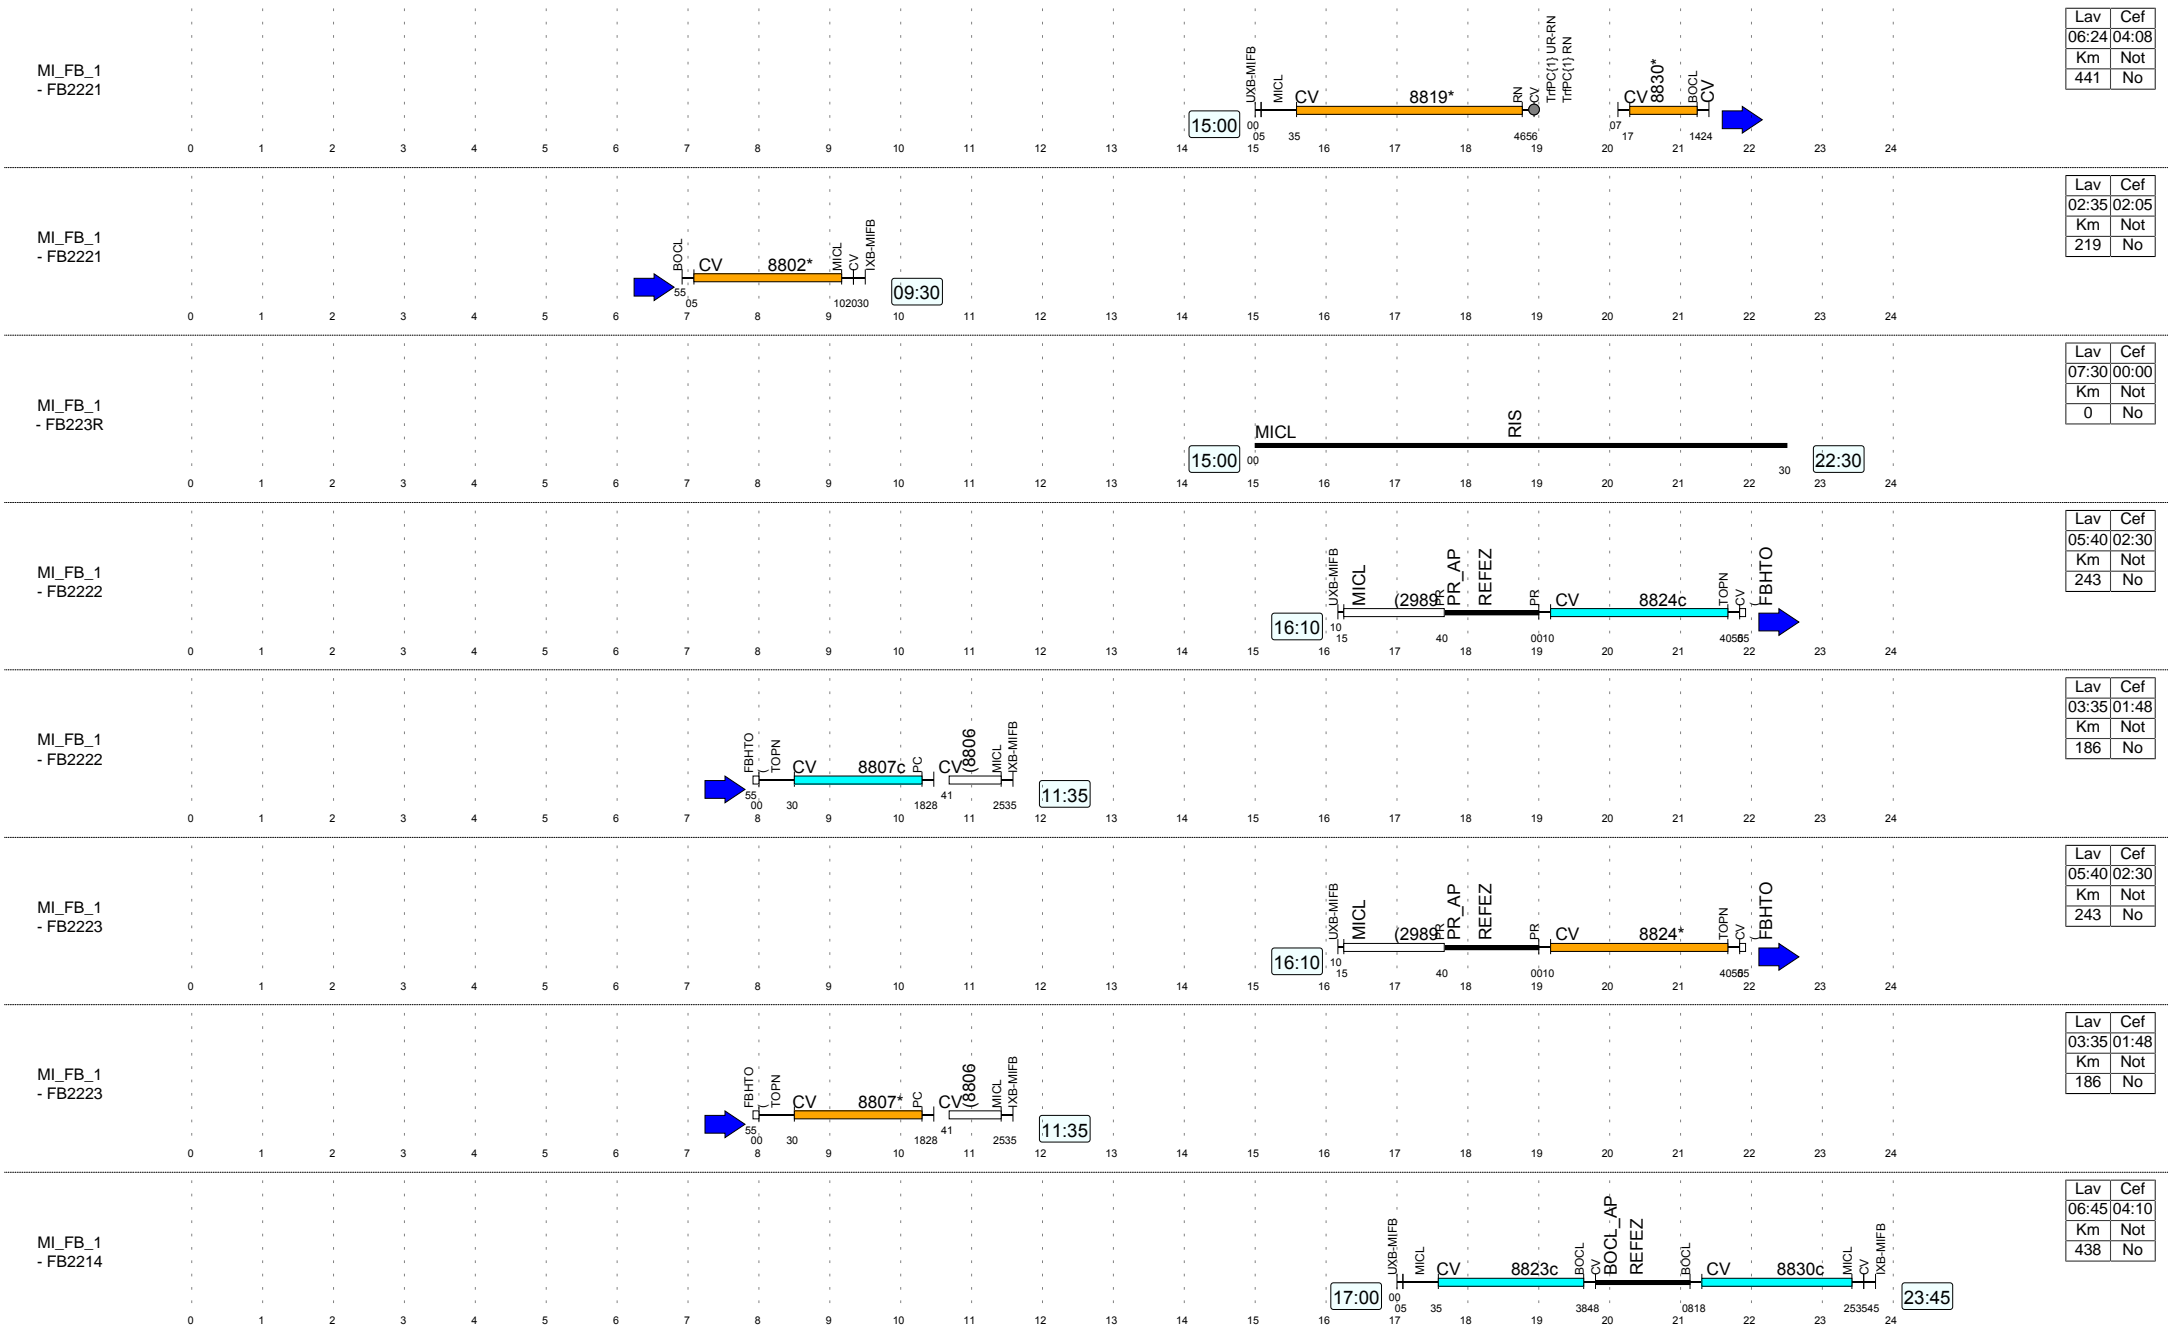 UXB-MIFB MICL CV 8819* RN CV TrfPC{1} UR-RN TrfPC{1} RN CV 8830* BOCL CV
MI_FB_1
- FB2221
15:00 00 05 35 4656 07 17 1424
0 1 2 3 4 5 6 7 8 9 10 11 12 13 14 15 16 17 18 19 20 21 22 23 24
Lav Cef
06:24 04:08
Km Not
441 No
BOCL CV 8802* MICL CV IXB-MIFB
MI_FB_1
- FB2221
55 05 102030 09:30
0 1 2 3 4 5 6 7 8 9 10 11 12 13 14 15 16 17 18 19 20 21 22 23 24
Lav Cef
02:35 02:05
Km Not
219 No
MICL RIS
MI_FB_1
- FB223R
15:00 00 30 22:30
0 1 2 3 4 5 6 7 8 9 10 11 12 13 14 15 16 17 18 19 20 21 22 23 24
Lav Cef
07:30 00:00
Km Not
0 No
UXB-MIFB MICL (2989 PR PR_AP REFEZ PR CV 8824c TOPN CV ( FBHTO
MI_FB_1
- FB2222
16:10 10 15 40 0010 40 50 55
0 1 2 3 4 5 6 7 8 9 10 11 12 13 14 15 16 17 18 19 20 21 22 23 24
Lav Cef
05:40 02:30
Km Not
243 No
FBHTO ( TOPN CV 8807c PC CV (8806 MICL IXB-MIFB
MI_FB_1
- FB2222
55 00 30 1828 41 2535 11:35
0 1 2 3 4 5 6 7 8 9 10 11 12 13 14 15 16 17 18 19 20 21 22 23 24
Lav Cef
03:35 01:48
Km Not
186 No
UXB-MIFB MICL (2989 PR PR_AP REFEZ PR CV 8824* TOPN CV ( FBHTO
MI_FB_1
- FB2223
16:10 10 15 40 0010 40 50 55
0 1 2 3 4 5 6 7 8 9 10 11 12 13 14 15 16 17 18 19 20 21 22 23 24
Lav Cef
05:40 02:30
Km Not
243 No
FBHTO ( TOPN CV 8807* PC CV (8806 MICL IXB-MIFB
MI_FB_1
- FB2223
55 00 30 1828 41 2535 11:35
0 1 2 3 4 5 6 7 8 9 10 11 12 13 14 15 16 17 18 19 20 21 22 23 24
Lav Cef
03:35 01:48
Km Not
186 No
UXB-MIFB MICL CV 8823c BOCL CV BOCL_AP REFEZ BOCL CV 8830c MICL CV IXB-MIFB
MI_FB_1
- FB2214
17:00 00 05 35 3848 0818 253545 23:45
0 1 2 3 4 5 6 7 8 9 10 11 12 13 14 15 16 17 18 19 20 21 22 23 24
Lav Cef
06:45 04:10
Km Not
438 No